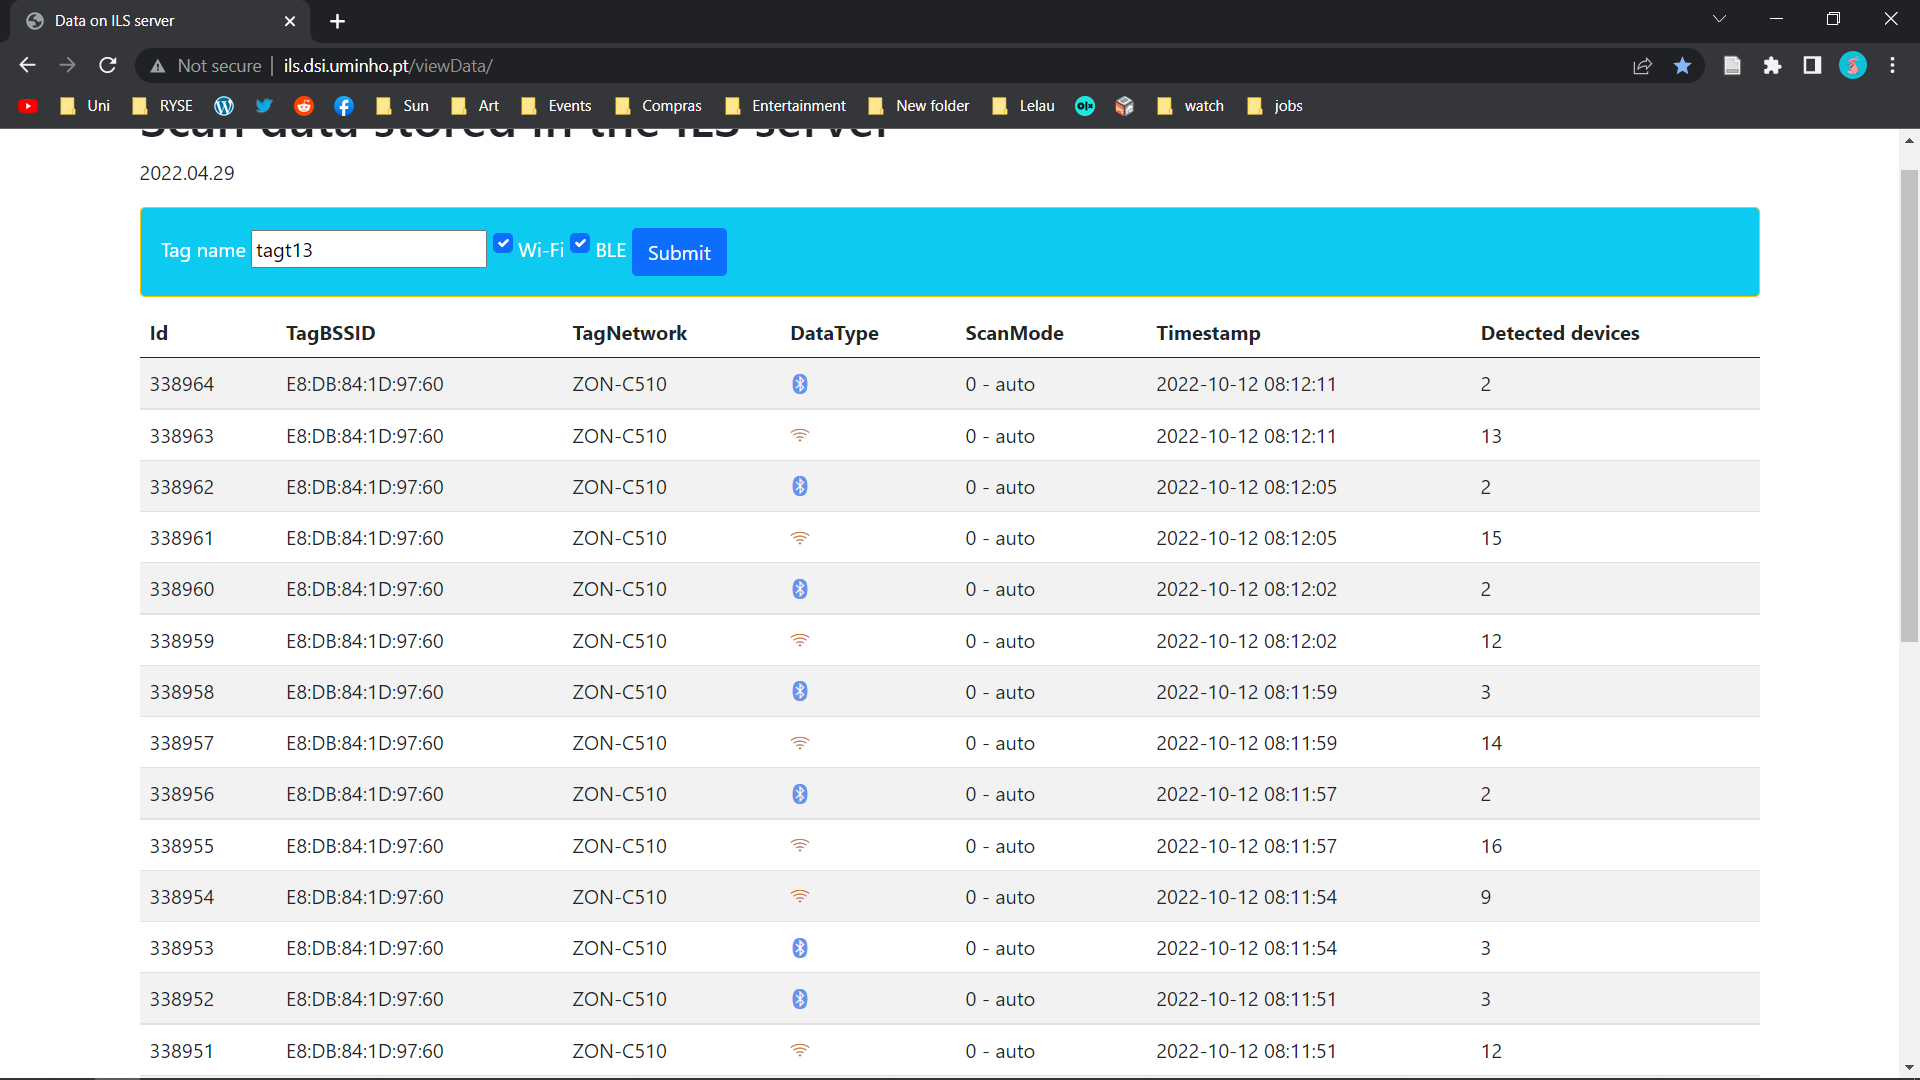 Data on ILS server
Not secure | ils.dsi.uminho.pt/viewData/
Uni RYSE Sun Art Events Compras Entertainment New folder Lelau olx watch jobs
Scan data stored in the ILS server
2022.04.29
Tag name tagt13 Wi-Fi BLE Submit
Id TagBSSID TagNetwork DataType ScanMode Timestamp Detected devices
338964 E8:DB:84:1D:97:60 ZON-C510 0 - auto 2022-10-12 08:12:11 2
338963 E8:DB:84:1D:97:60 ZON-C510 0 - auto 2022-10-12 08:12:11 13
338962 E8:DB:84:1D:97:60 ZON-C510 0 - auto 2022-10-12 08:12:05 2
338961 E8:DB:84:1D:97:60 ZON-C510 0 - auto 2022-10-12 08:12:05 15
338960 E8:DB:84:1D:97:60 ZON-C510 0 - auto 2022-10-12 08:12:02 2
338959 E8:DB:84:1D:97:60 ZON-C510 0 - auto 2022-10-12 08:12:02 12
338958 E8:DB:84:1D:97:60 ZON-C510 0 - auto 2022-10-12 08:11:59 3
338957 E8:DB:84:1D:97:60 ZON-C510 0 - auto 2022-10-12 08:11:59 14
338956 E8:DB:84:1D:97:60 ZON-C510 0 - auto 2022-10-12 08:11:57 2
338955 E8:DB:84:1D:97:60 ZON-C510 0 - auto 2022-10-12 08:11:57 16
338954 E8:DB:84:1D:97:60 ZON-C510 0 - auto 2022-10-12 08:11:54 9
338953 E8:DB:84:1D:97:60 ZON-C510 0 - auto 2022-10-12 08:11:54 3
338952 E8:DB:84:1D:97:60 ZON-C510 0 - auto 2022-10-12 08:11:51 3
338951 E8:DB:84:1D:97:60 ZON-C510 0 - auto 2022-10-12 08:11:51 12